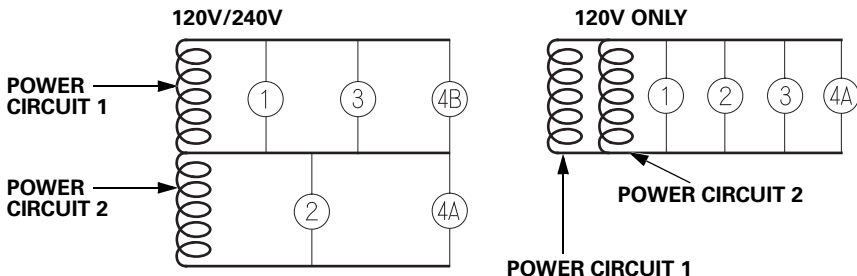 120V/240V
120V ONLY
POWER
CIRCUIT 1
1
3
4B
1
2
3
4A
POWER
CIRCUIT 2
2
4A
POWER CIRCUIT 2
POWER CIRCUIT 1